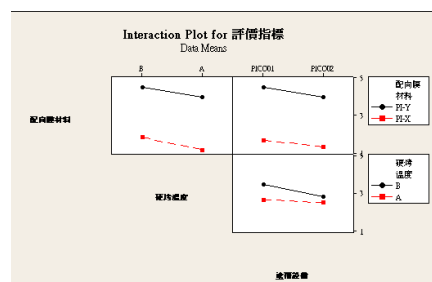 Interaction Plot for 評價指標
Data Means
B A PICO01 PICO02
配向膜材料
5
3
1
配向膜
材料
PI-Y
PI-X
硬烤溫度
5
3
1
硬烤
溫度
B
A
塗覆設備